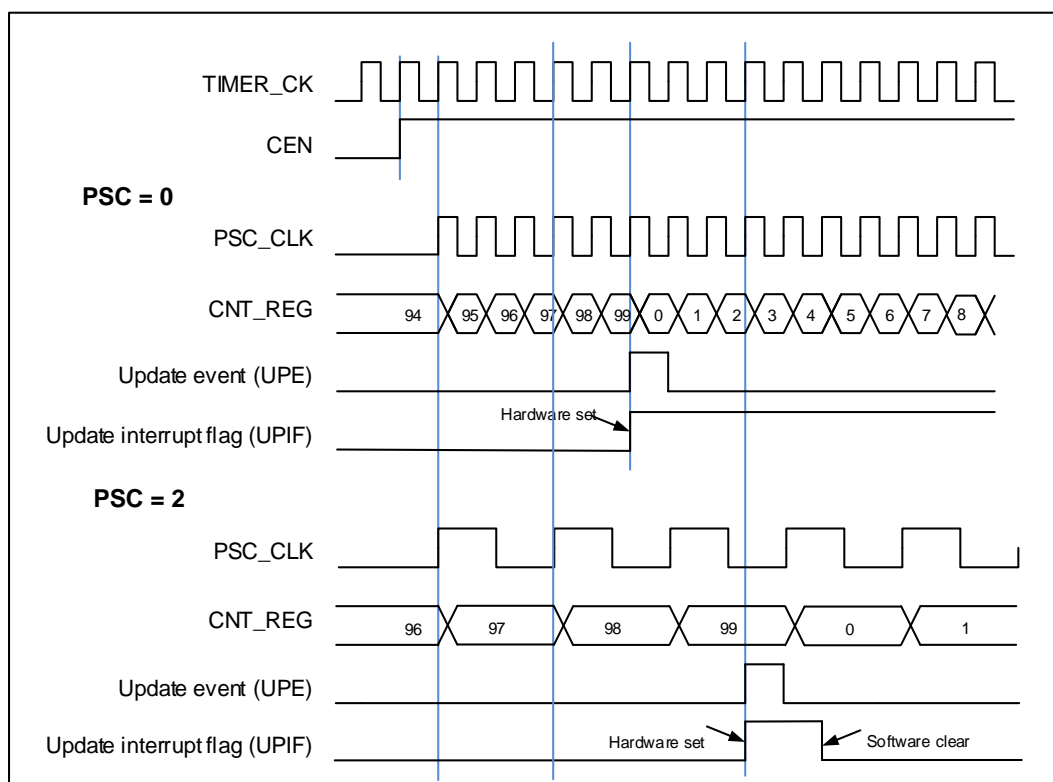 TIMER_CK
CEN
PSC = 0
PSC_CLK
CNT_REG 94 95 96 97 98 99 0 1 2 3 4 5 6 7 8
Update event (UPE)
Hardware set
Update interrupt flag (UPIF)
PSC = 2
PSC_CLK
CNT_REG 96 97 98 99 0 1
Update event (UPE)
Update interrupt flag (UPIF) Hardware set Software clear